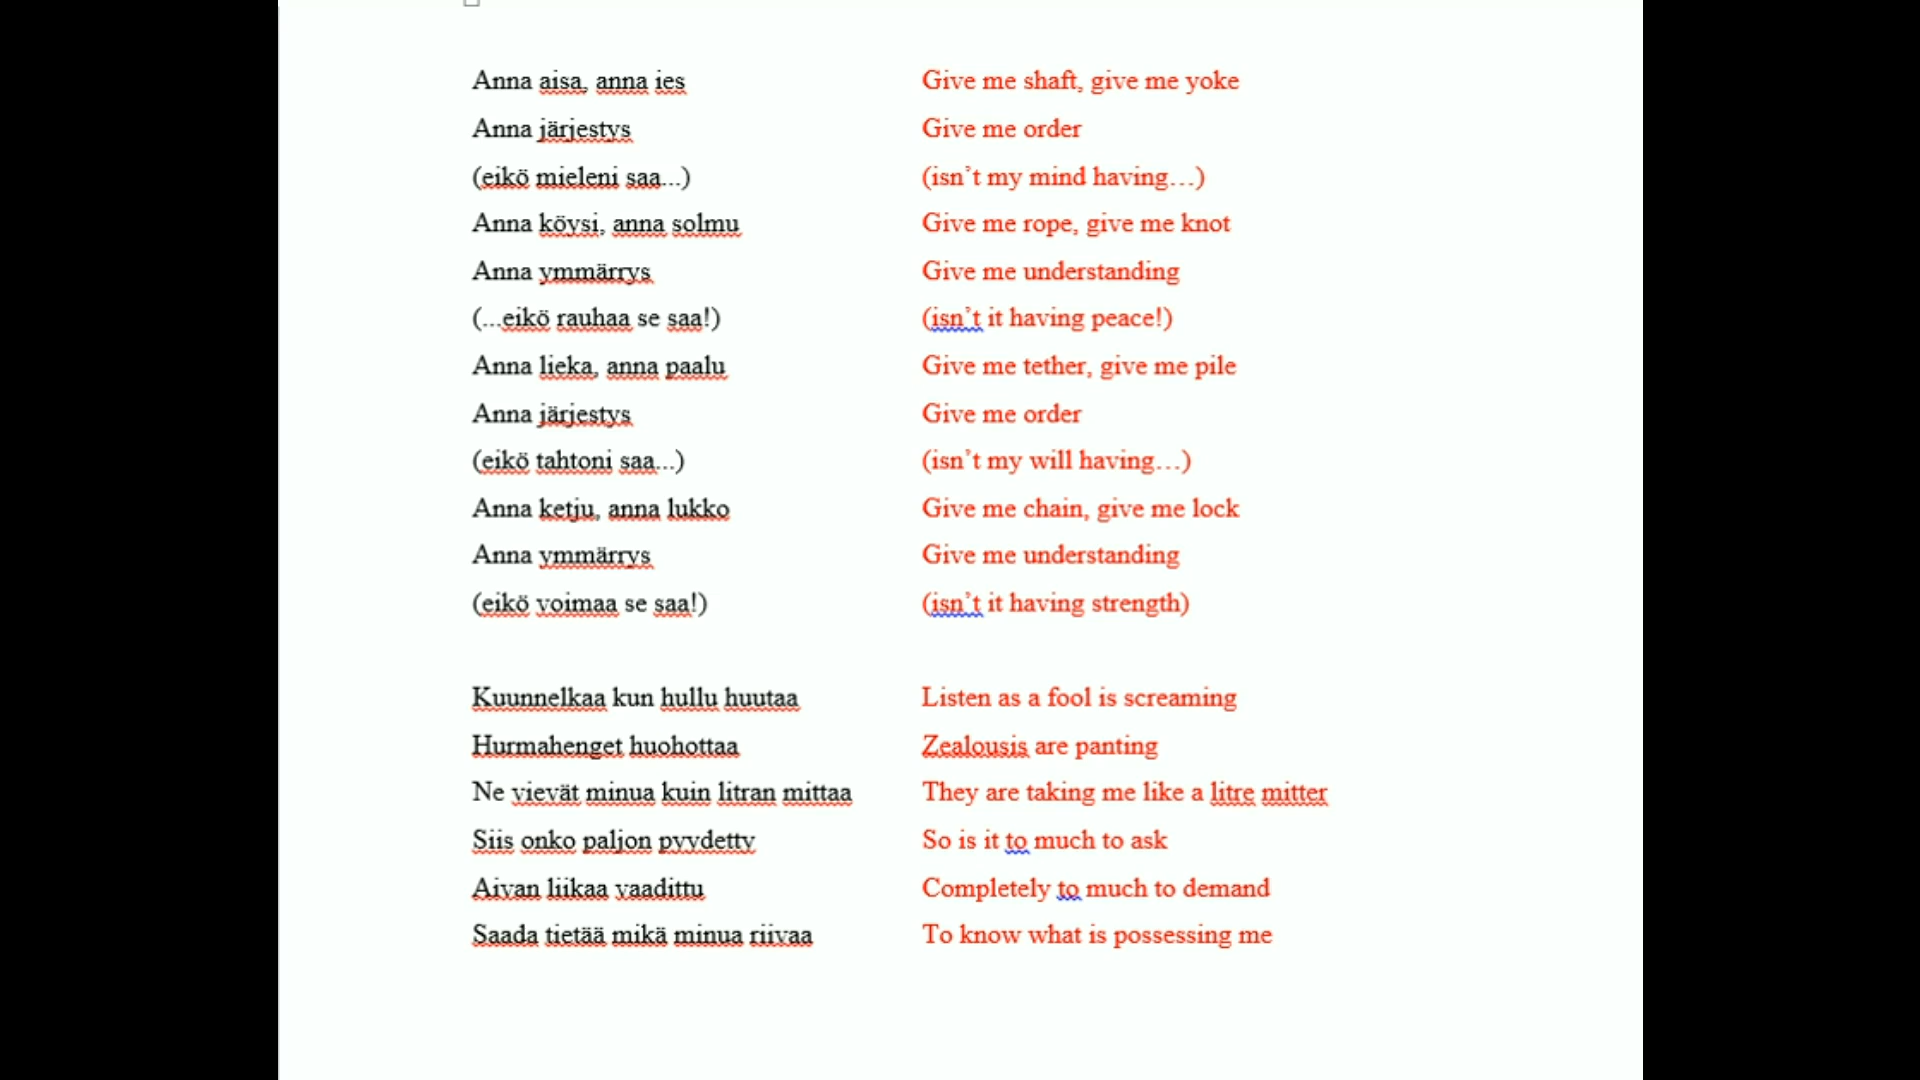 Anna aisa, anna ies Give me shaft, give me yoke
Anna järjestys Give me order
(eikö mieleni saa...) (isn’t my mind having…)
Anna köysi, anna solmu Give me rope, give me knot
Anna ymmärrys Give me understanding
(...eikö rauhaa se saa!) (isn’t it having peace!)
Anna lieka, anna paalu Give me tether, give me pile
Anna järjestys Give me order
(eikö tahtoni saa...) (isn’t my will having…)
Anna ketju, anna lukko Give me chain, give me lock
Anna ymmärrys Give me understanding
(eikö voimaa se saa!) (isn’t it having strength)
Kuunnelkaa kun hullu huutaa Listen as a fool is screaming
Hurmahenget huohottaa Zealousis are panting
Ne vievät minua kuin litran mittaa They are taking me like a litre mitter
Siis onko paljon pyydetty So is it to much to ask
Aivan liikaa vaadittu Completely to much to demand
Saada tietää mikä minua riivaa To know what is possessing me